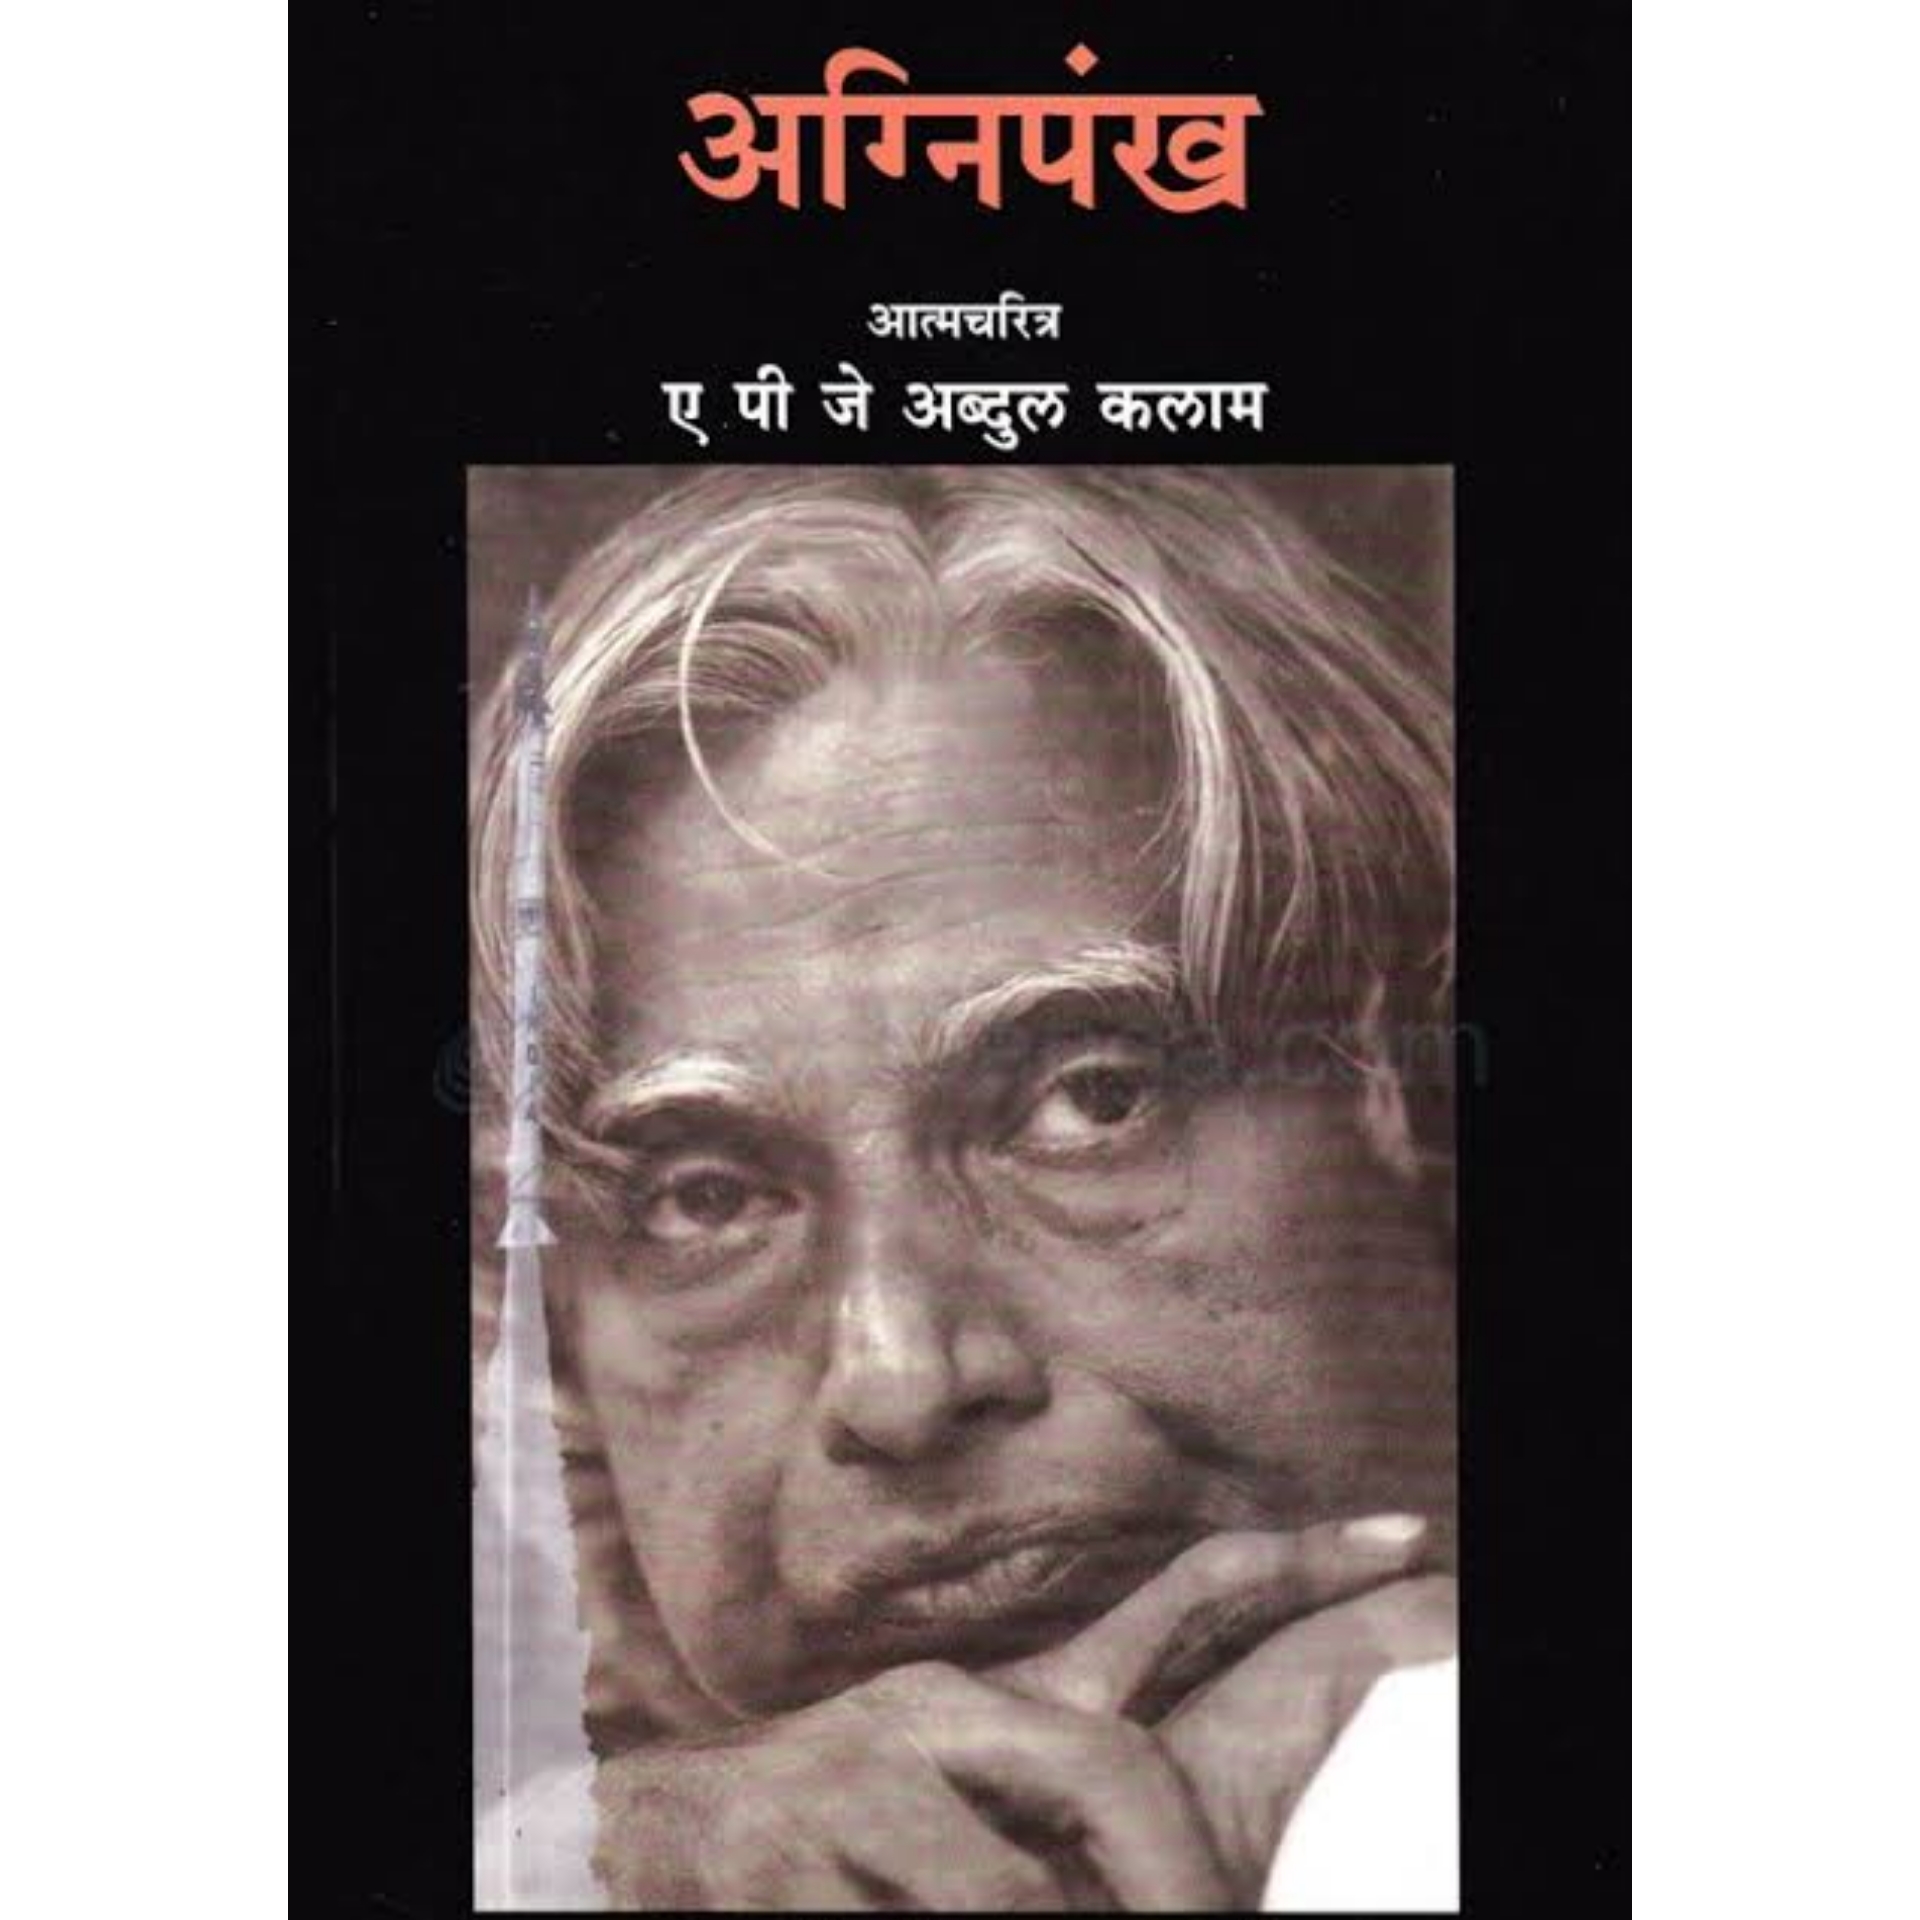 अग्निपंख
आत्मचरित्र
ए पी जे अब्दुल कलाम